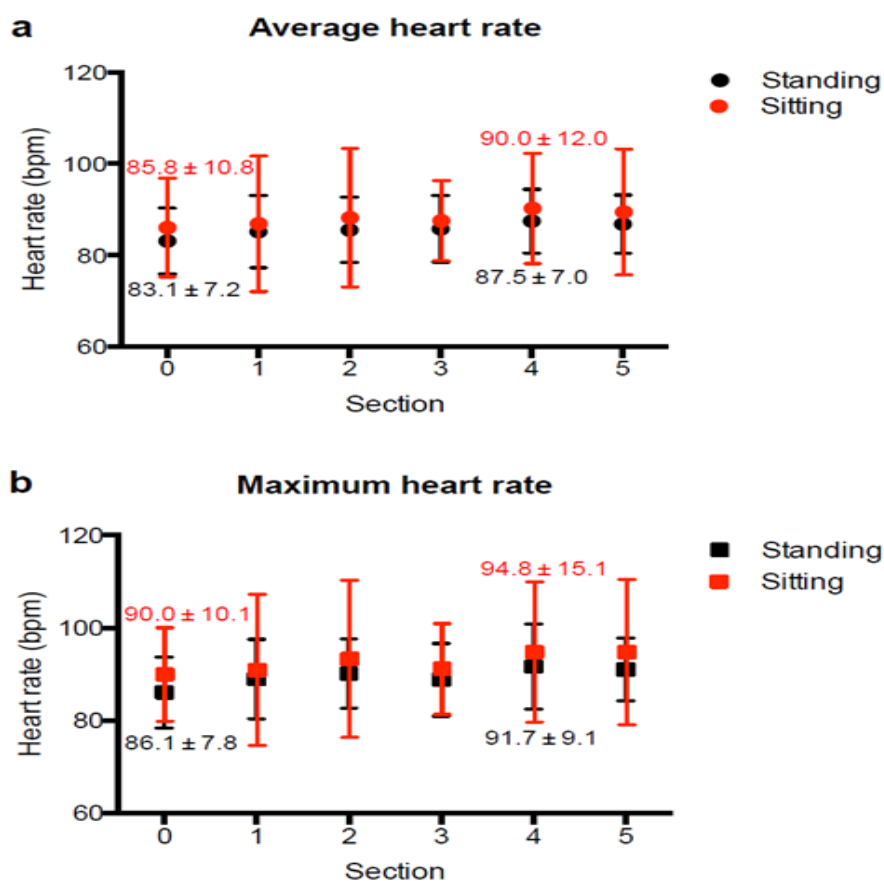 a Average heart rate
120
Standing
Sitting
90.0 ± 12.0
85.8 ± 10.8
100
Heart rate (bpm)
80
83.1 ± 7.2
87.5 ± 7.0
60
0 1 2 3 4 5
Section
b Maximum heart rate
120
Standing
Sitting
94.8 ± 15.1
90.0 ± 10.1
100
Heart rate (bpm)
80
86.1 ± 7.8
91.7 ± 9.1
60
0 1 2 3 4 5
Section